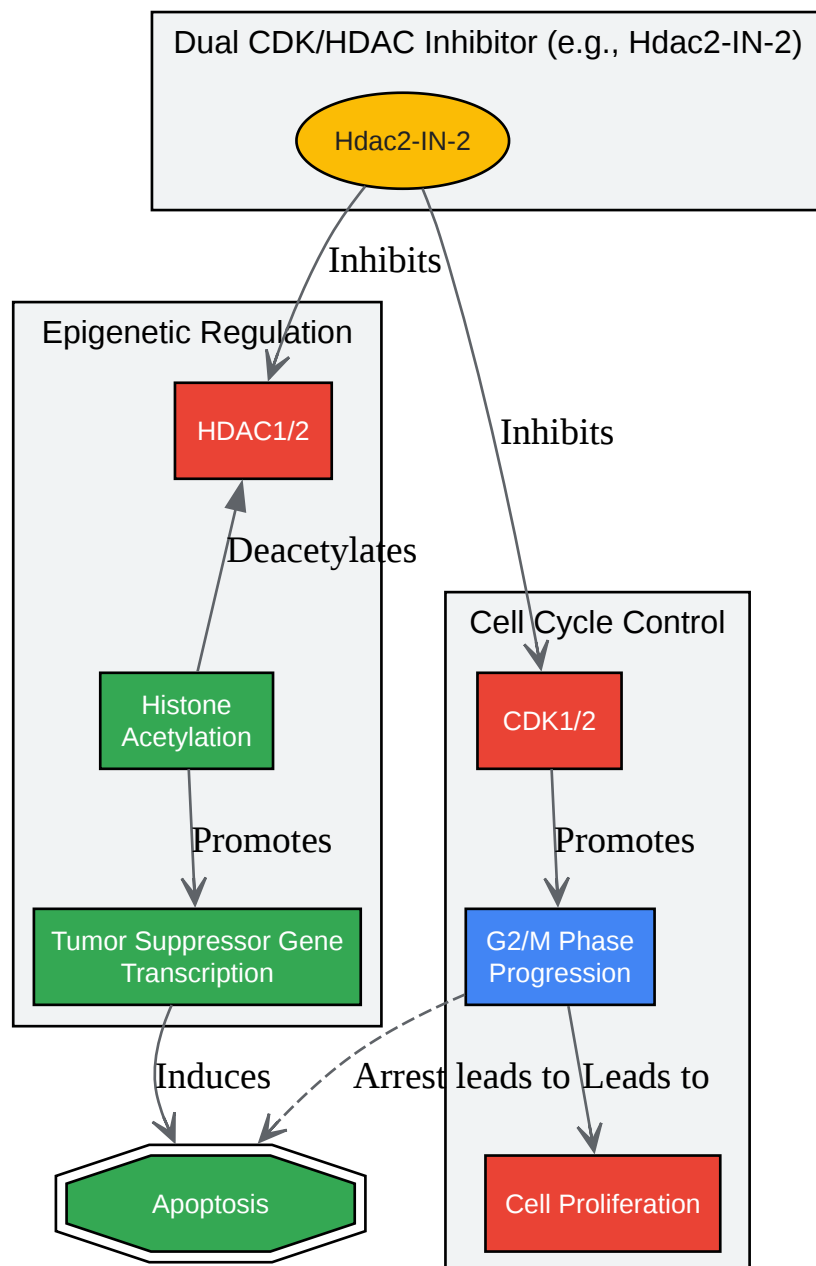 Dual CDK/HDAC Inhibitor (e.g., Hdac2-IN-2)
Hdac2-IN-2
Inhibits
Epigenetic Regulation
HDAC1/2
Inhibits
Deacetylates
Cell Cycle Control
Histone
Acetylation
CDK1/2
Promotes
Promotes
Tumor Suppressor Gene
Transcription
G2/M Phase
Progression
Induces
Arrest leads to
Leads to
Apoptosis
Cell Proliferation